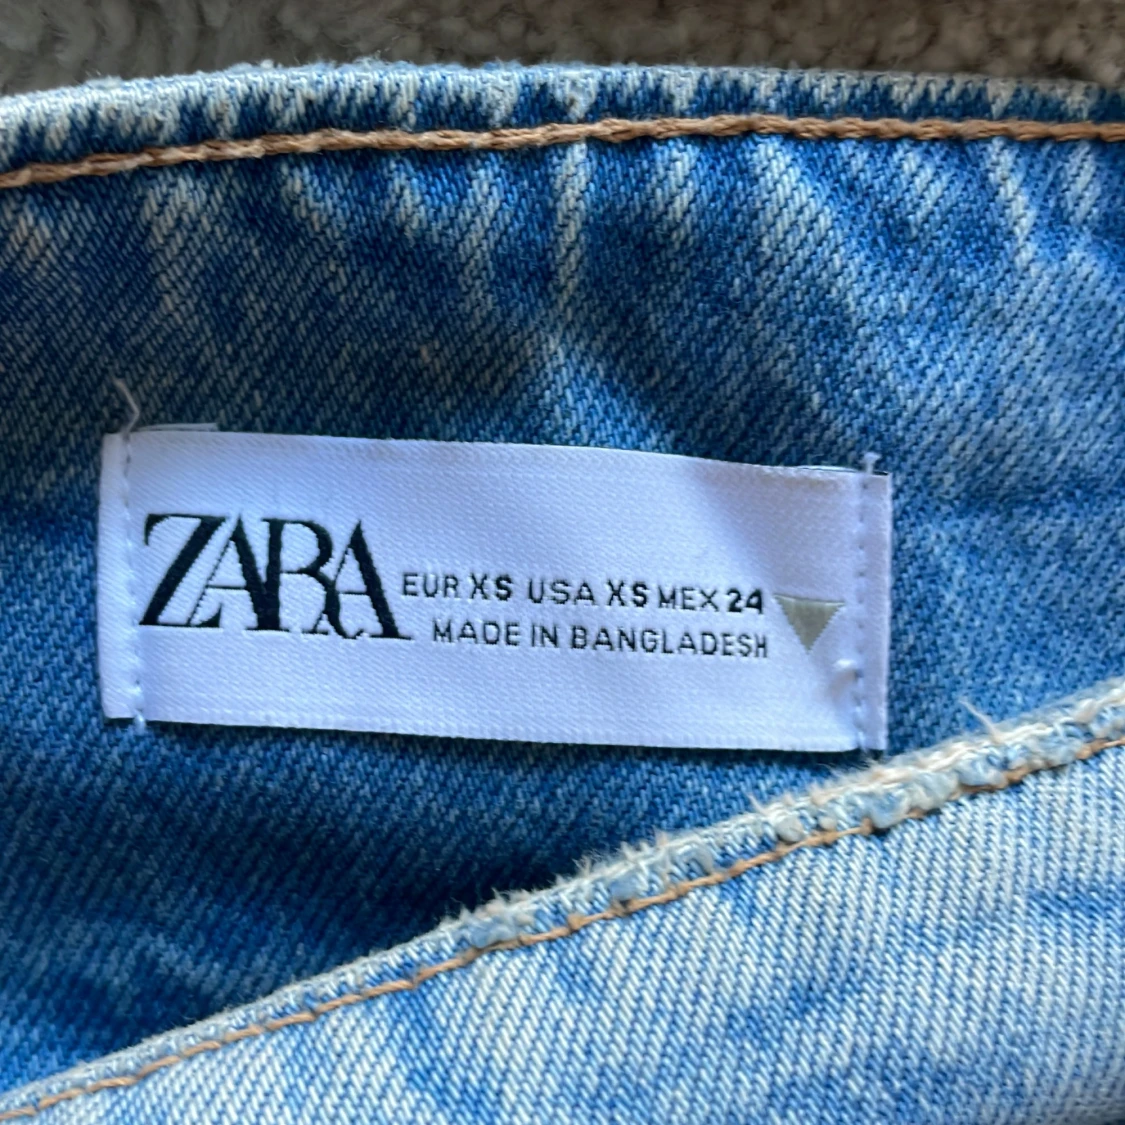 ZARA
EUR XS USA XS MEX 24
MADE IN BANGLADESH